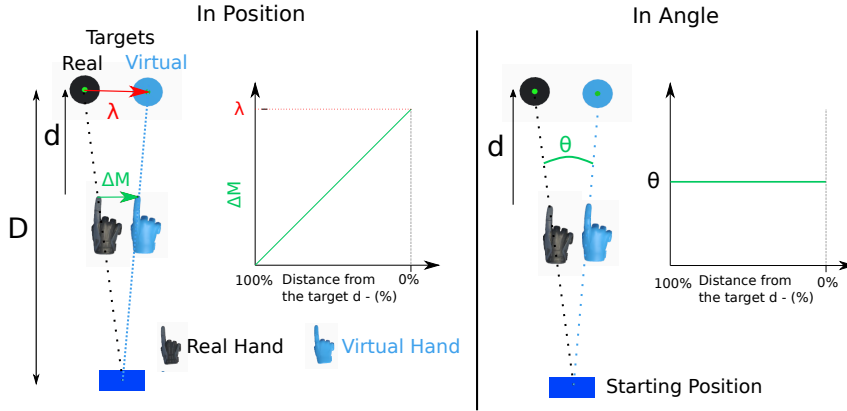 In Position
Targets
Real
Virtual
λ
d
ΔM
D
λ
ΔM
100%
0%
Distance from
the target d - (%)
Real Hand
Virtual Hand
In Angle
d
θ
θ
100%
0%
Distance from
the target d - (%)
Starting Position